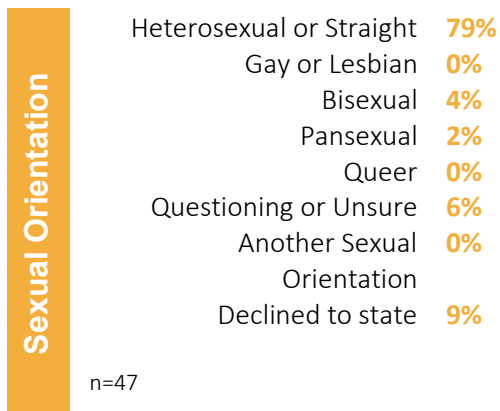 Sexual Orientation
Heterosexual or Straight 79%
Gay or Lesbian 0%
Bisexual 4%
Pansexual 2%
Queer 0%
Questioning or Unsure 6%
Another Sexual 0%
Orientation
Declined to state 9%
n=47